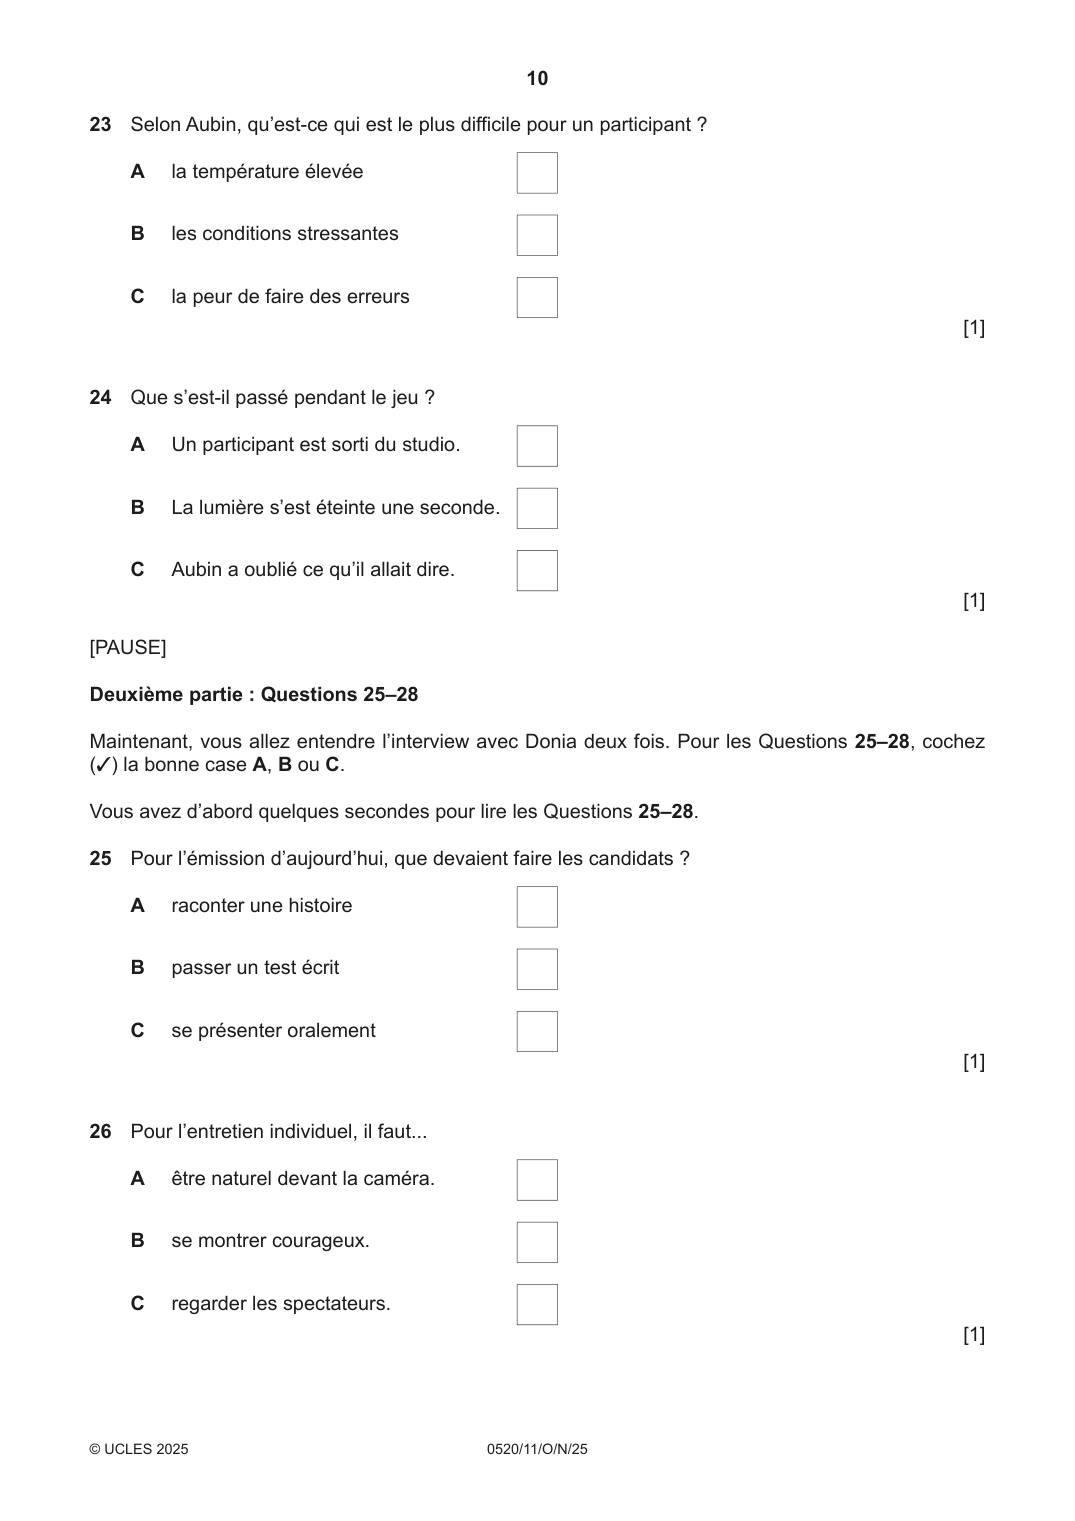 10
23 Selon Aubin, qu’est-ce qui est le plus difficile pour un participant ?
A la température élevée
B les conditions stressantes
C la peur de faire des erreurs
[1]
24 Que s’est-il passé pendant le jeu ?
A Un participant est sorti du studio.
B La lumière s’est éteinte une seconde.
C Aubin a oublié ce qu’il allait dire.
[1]
[PAUSE]
Deuxième partie : Questions 25–28
Maintenant, vous allez entendre l’interview avec Donia deux fois. Pour les Questions 25–28, cochez
(✓) la bonne case A, B ou C.
Vous avez d’abord quelques secondes pour lire les Questions 25–28.
25 Pour l’émission d’aujourd’hui, que devaient faire les candidats ?
A raconter une histoire
B passer un test écrit
C se présenter oralement
[1]
26 Pour l’entretien individuel, il faut...
A être naturel devant la caméra.
B se montrer courageux.
C regarder les spectateurs.
[1]
© UCLES 2025 0520/11/O/N/25